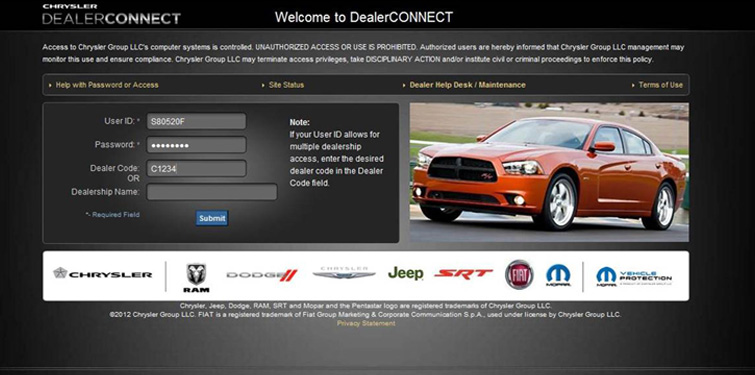 CHRYSLER
DEALERCONNECT
Welcome to DealerCONNECT
Access to Chrysler Group LLC's computer systems is controlled. UNAUTHORIZED ACCESS OR USE IS PROHIBITED. Authorized users are hereby informed that Chrysler Group LLC management may
monitor this use and ensure compliance. Chrysler Group LLC may terminate access privileges, take DISCIPLINARY ACTION and/or institute civil or criminal proceedings to enforce this policy.
Help with Password or Access
Site Status
Dealer Help Desk / Maintenance
Terms of Use
User ID: * S80520F
Password: * ••••••••
Dealer Code: C1234
OR
Dealership Name:
*- Required Field
Submit
Note:
If your User ID allows for
multiple dealership
access, enter the desired
dealer code in the Dealer
Code field.
CHRYSLER
RAM
DODGE
CHRYSLER
Jeep
SRT
FIAT
MOPAR
MOPAR
VEHICLE
PROTECTION
Chrysler, Jeep, Dodge, RAM, SRT and Mopar and the Pentastar logo are registered trademarks of Chrysler Group LLC.
©2012 Chrysler Group LLC. FIAT is a registered trademark of Fiat Group Marketing & Corporate Communication S.p.A., used under license by Chrysler Group LLC.
Privacy Statement